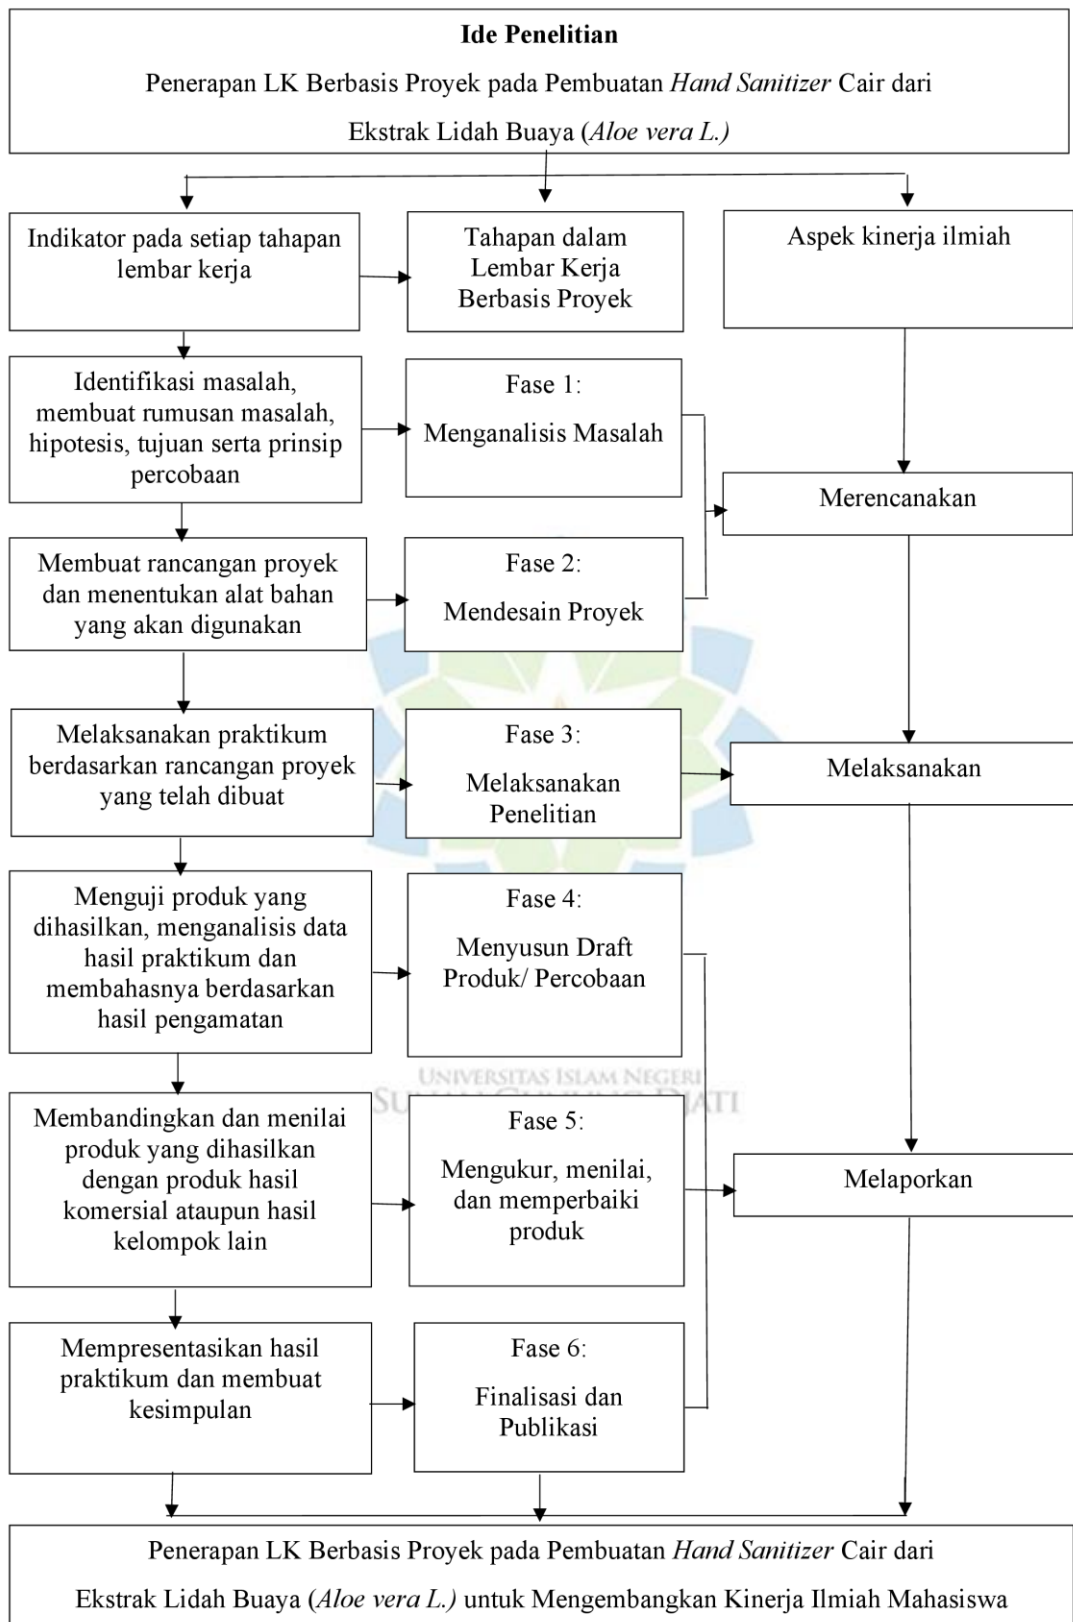 Ide Penelitian
Penerapan LK Berbasis Proyek pada Pembuatan Hand Sanitizer Cair dari
Ekstrak Lidah Buaya (Aloe vera L.)
Indikator pada setiap tahapan
lembar kerja
Tahapan dalam
Lembar Kerja
Berbasis Proyek
Aspek kinerja ilmiah
Identifikasi masalah,
membuat rumusan masalah,
hipotesis, tujuan serta prinsip
percobaan
Fase 1:
Menganalisis Masalah
Merencanakan
Membuat rancangan proyek
dan menentukan alat bahan
yang akan digunakan
Fase 2:
Mendesain Proyek
Melaksanakan praktikum
berdasarkan rancangan proyek
yang telah dibuat
Fase 3:
Melaksanakan
Penelitian
Melaksanakan
Menguji produk yang
dihasilkan, menganalisis data
hasil praktikum dan
membahasnya berdasarkan
hasil pengamatan
Fase 4:
Menyusun Draft
Produk/ Percobaan
UNIVERSITAS ISLAM NEGERI
Membandingkan dan menilai
produk yang dihasilkan
dengan produk hasil
komersial ataupun hasil
kelompok lain
Fase 5:
Mengukur, menilai,
dan memperbaiki
produk
Melaporkan
Mempresentasikan hasil
praktikum dan membuat
kesimpulan
Fase 6:
Finalisasi dan
Publikasi
Penerapan LK Berbasis Proyek pada Pembuatan Hand Sanitizer Cair dari
Ekstrak Lidah Buaya (Aloe vera L.) untuk Mengembangkan Kinerja Ilmiah Mahasiswa